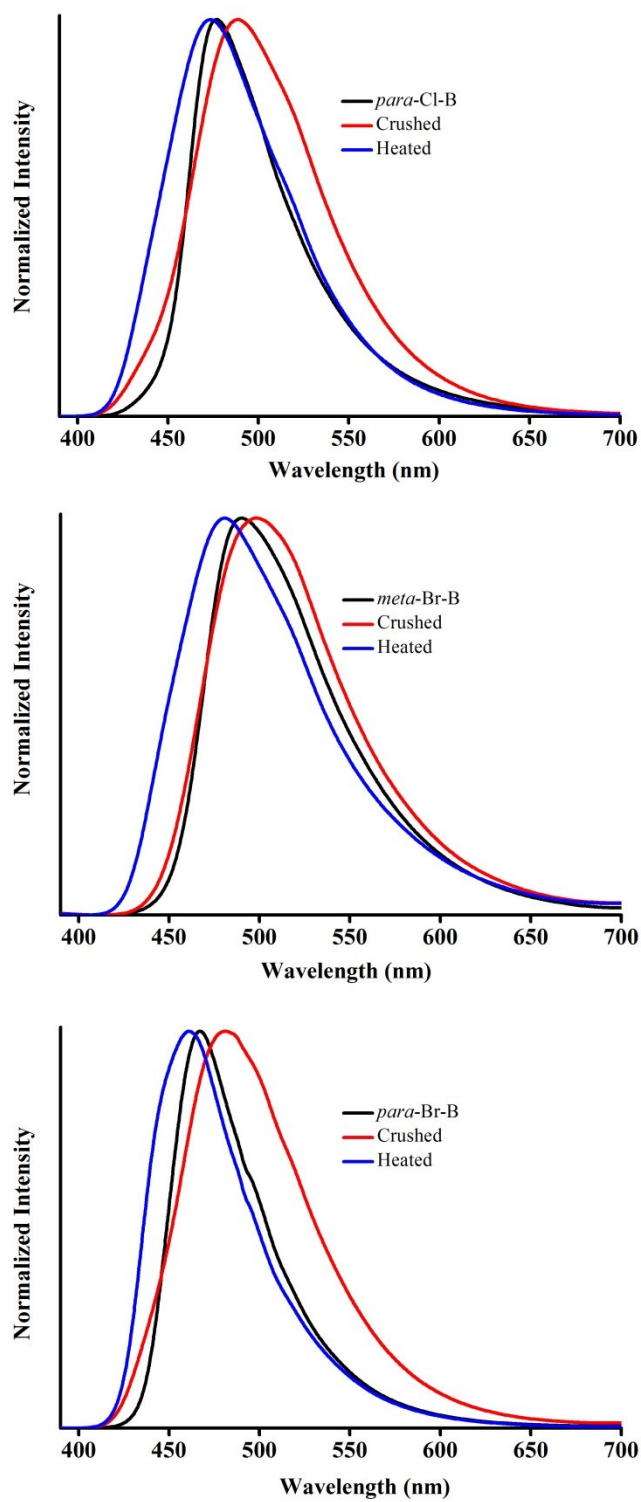 Normalized Intensity
para-Cl-B
Crushed
Heated
400 450 500 550 600 650 700
Wavelength (nm)
Normalized Intensity
meta-Br-B
Crushed
Heated
400 450 500 550 600 650 700
Wavelength (nm)
Normalized Intensity
para-Br-B
Crushed
Heated
400 450 500 550 600 650 700
Wavelength (nm)